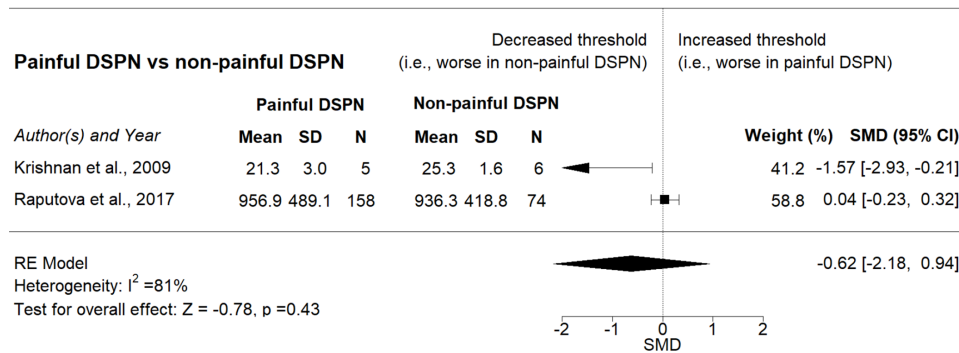 Decreased threshold Increased threshold
Painful DSPN vs non-painful DSPN (i.e., worse in non-painful DSPN) (i.e., worse in painful DSPN)
Painful DSPN Non-painful DSPN
Author(s) and Year Mean SD N Mean SD N Weight (%) SMD (95% CI)
Krishnan et al., 2009 21.3 3.0 5 25.3 1.6 6 41.2 -1.57 [-2.93, -0.21]
Raputova et al., 2017 956.9 489.1 158 936.3 418.8 74 58.8 0.04 [-0.23, 0.32]
RE Model -0.62 [-2.18, 0.94]
Heterogeneity: I² =81%
Test for overall effect: Z = -0.78, p =0.43
-2 -1 0 1 2
SMD